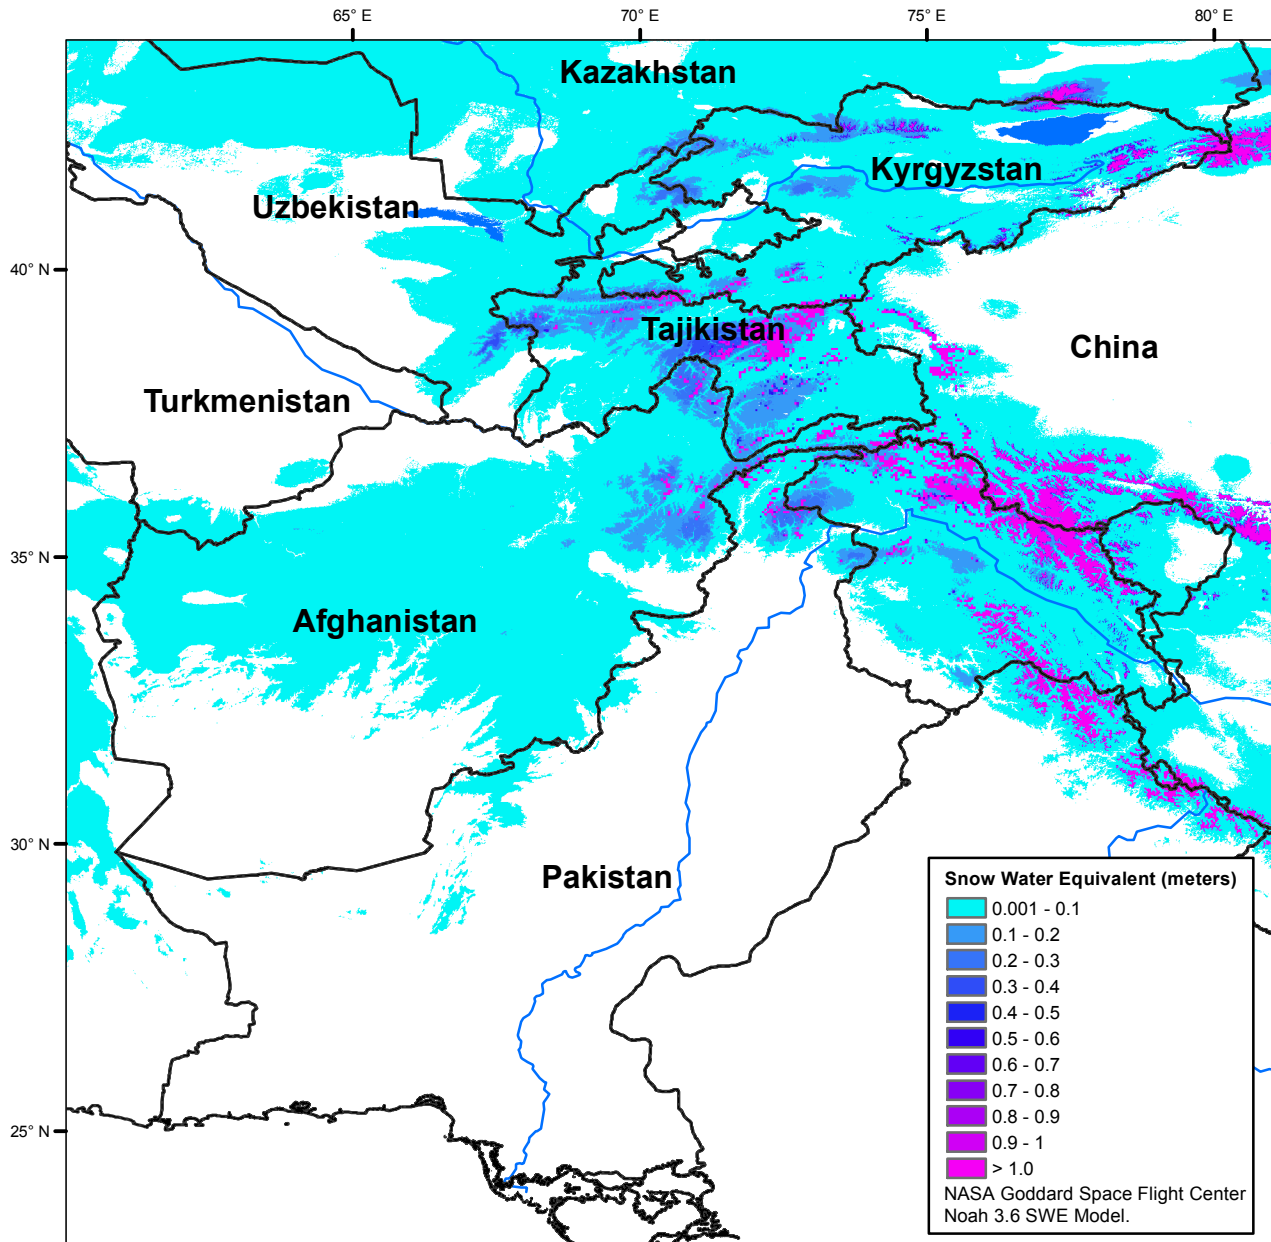 65° E
70° E
75° E
80° E
Kazakhstan
Kyrgyzstan
Uzbekistan
40° N
Tajikistan
China
Turkmenistan
35° N
Afghanistan
30° N
Pakistan
25° N
Snow Water Equivalent (meters)
0.001 - 0.1
0.1 - 0.2
0.2 - 0.3
0.3 - 0.4
0.4 - 0.5
0.5 - 0.6
0.6 - 0.7
0.7 - 0.8
0.8 - 0.9
0.9 - 1
> 1.0
NASA Goddard Space Flight Center
Noah 3.6 SWE Model.